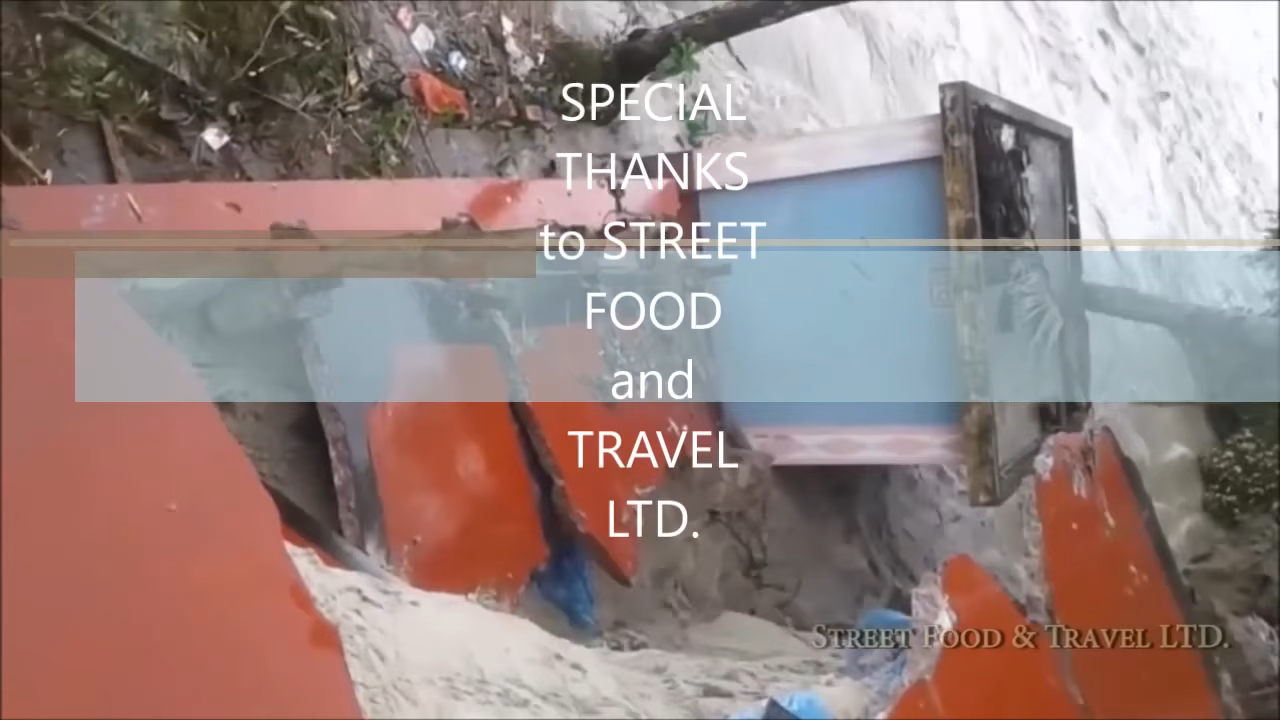 SPECIAL
THANKS
to STREET
FOOD
and
TRAVEL
LTD.
STREET FOOD & TRAVEL LTD.